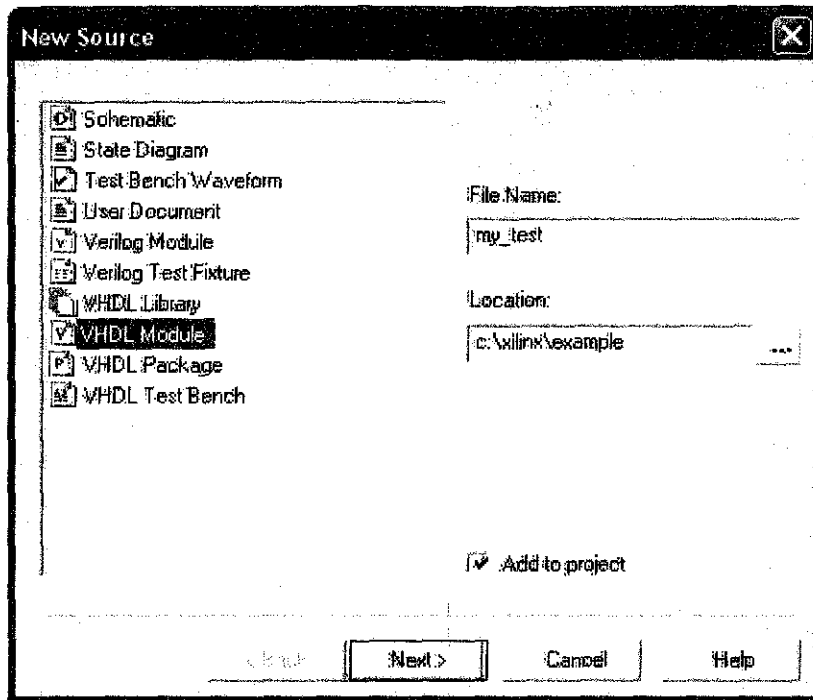 New Source
Schematic
State Diagram
Test Bench Waveform
User Document
Verilog Module
Verilog Test Fixture
VHDL Library
VHDL Module
VHDL Package
VHDL Test Bench
File Name:
my_test
Location:
c:\xilinx\example
...
Add to project
< Back
Next >
Cancel
Help